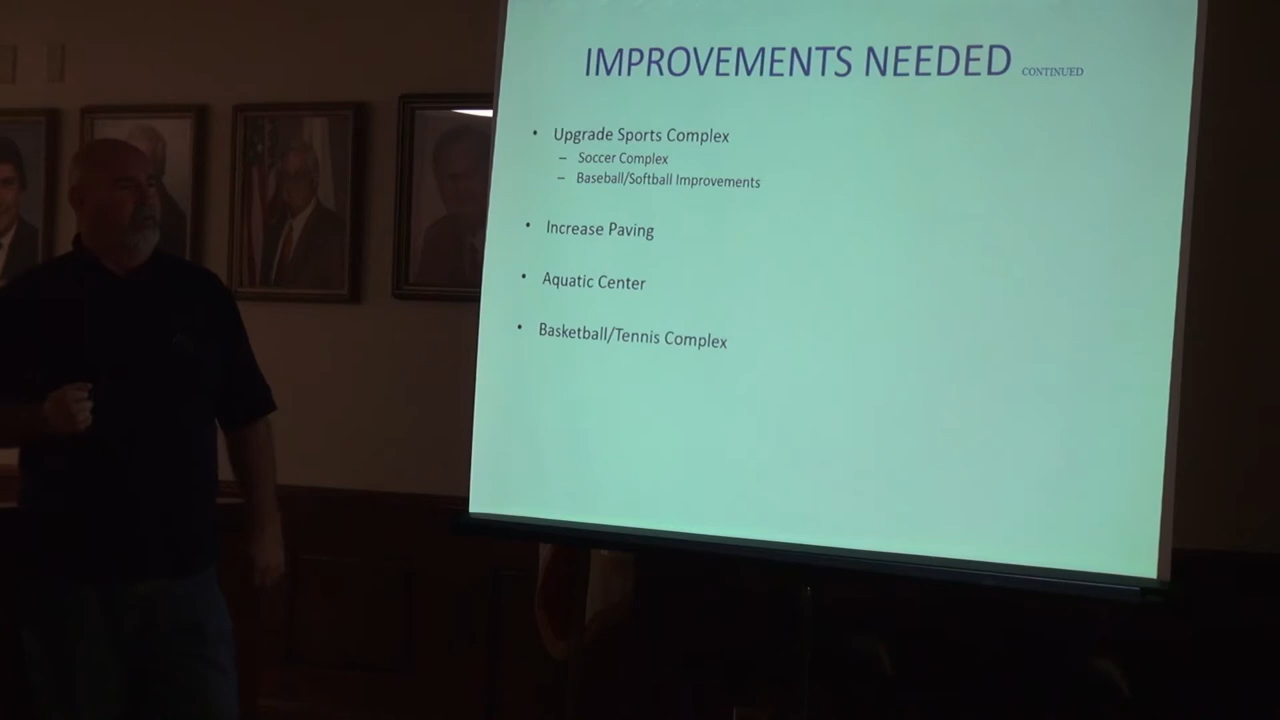 IMPROVEMENTS NEEDED CONTINUED
• Upgrade Sports Complex
– Soccer Complex
– Baseball/Softball Improvements
• Increase Paving
• Aquatic Center
• Basketball/Tennis Complex